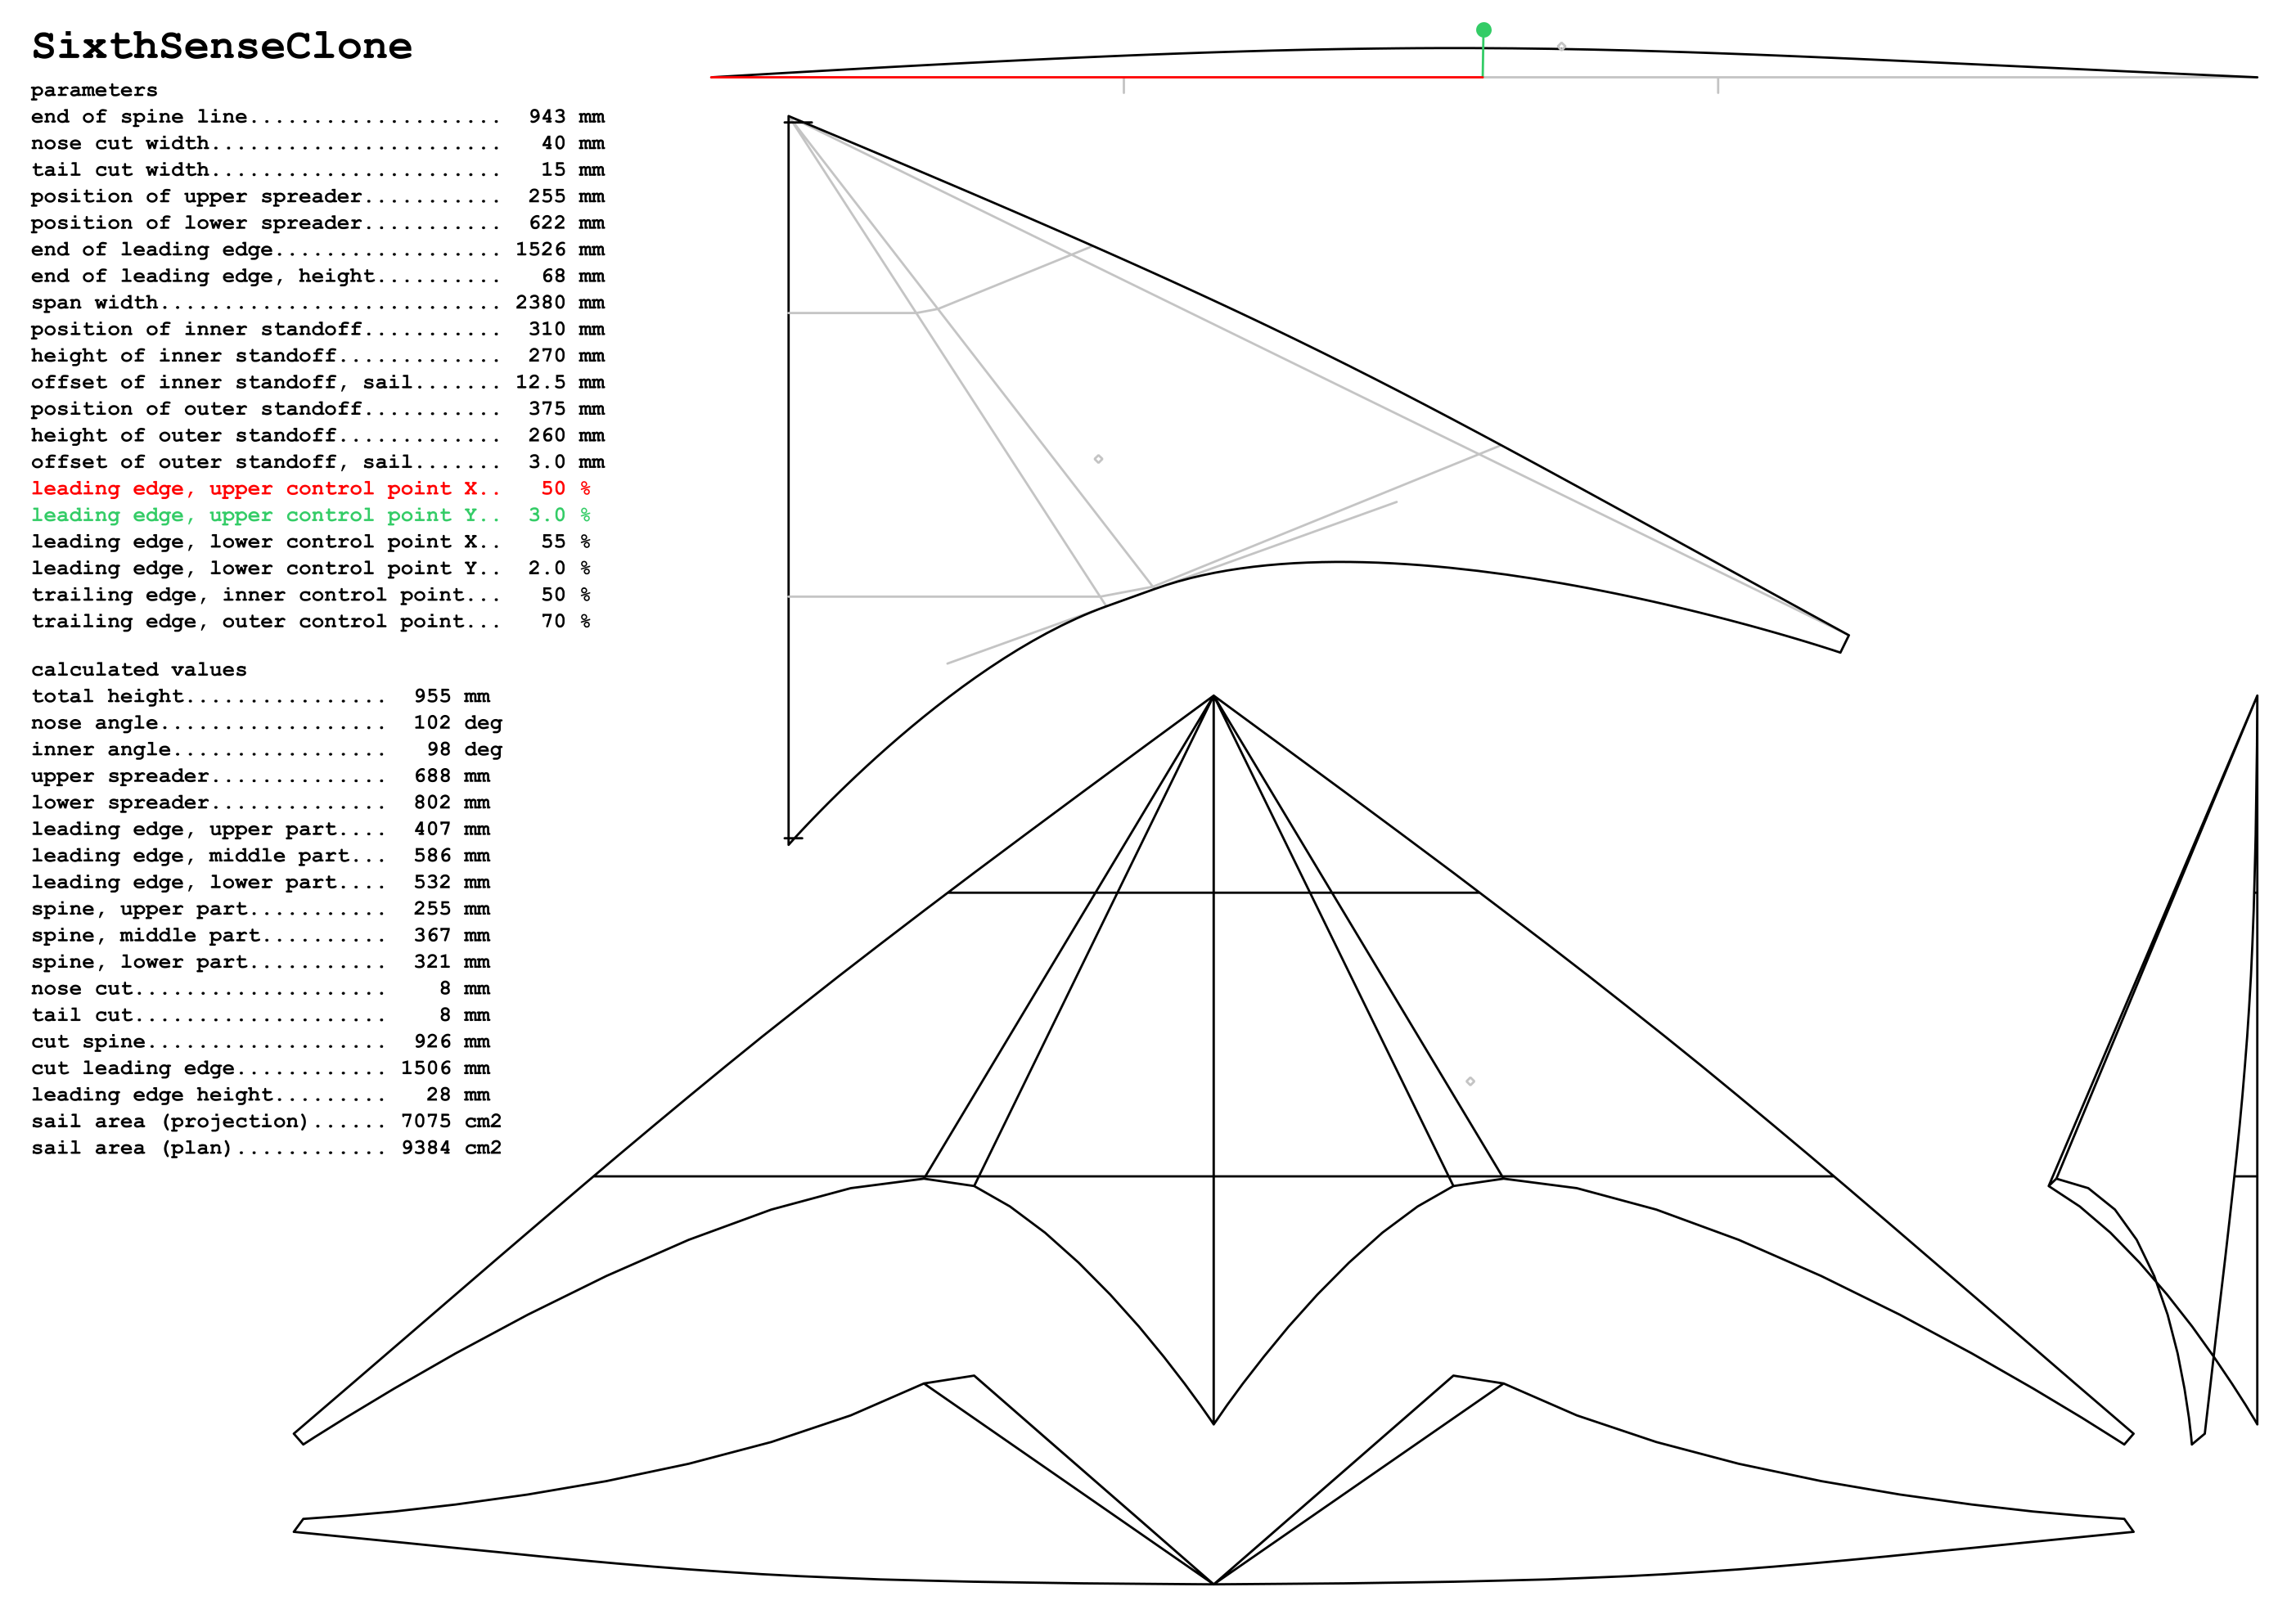 SixthSenseClone
parameters
end of spine line.................... 943 mm
nose cut width....................... 40 mm
tail cut width....................... 15 mm
position of upper spreader........... 255 mm
position of lower spreader........... 622 mm
end of leading edge.................. 1526 mm
end of leading edge, height.......... 68 mm
span width........................... 2380 mm
position of inner standoff........... 310 mm
height of inner standoff............. 270 mm
offset of inner standoff, sail....... 12.5 mm
position of outer standoff........... 375 mm
height of outer standoff............. 260 mm
offset of outer standoff, sail....... 3.0 mm
leading edge, upper control point X.. 50 %
leading edge, upper control point Y.. 3.0 %
leading edge, lower control point X.. 55 %
leading edge, lower control point Y.. 2.0 %
trailing edge, inner control point... 50 %
trailing edge, outer control point... 70 %
calculated values
total height................ 955 mm
nose angle.................. 102 deg
inner angle................. 98 deg
upper spreader.............. 688 mm
lower spreader.............. 802 mm
leading edge, upper part.... 407 mm
leading edge, middle part... 586 mm
leading edge, lower part.... 532 mm
spine, upper part........... 255 mm
spine, middle part.......... 367 mm
spine, lower part........... 321 mm
nose cut.................... 8 mm
tail cut.................... 8 mm
cut spine................... 926 mm
cut leading edge............ 1506 mm
leading edge height......... 28 mm
sail area (projection)...... 7075 cm2
sail area (plan)............ 9384 cm2